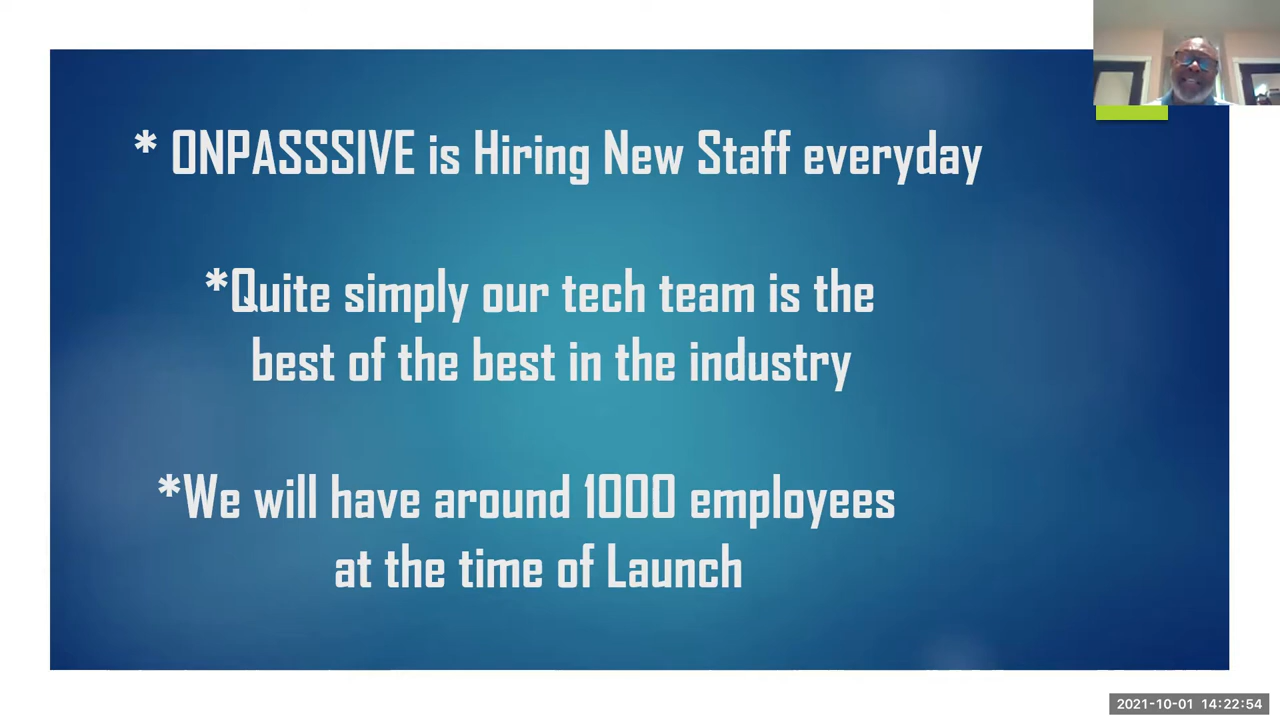 * ONPASSSIVE is Hiring New Staff everyday
*Quite simply our tech team is the
best of the best in the industry
*We will have around 1000 employees
at the time of Launch
2021-10-01 14:22:54